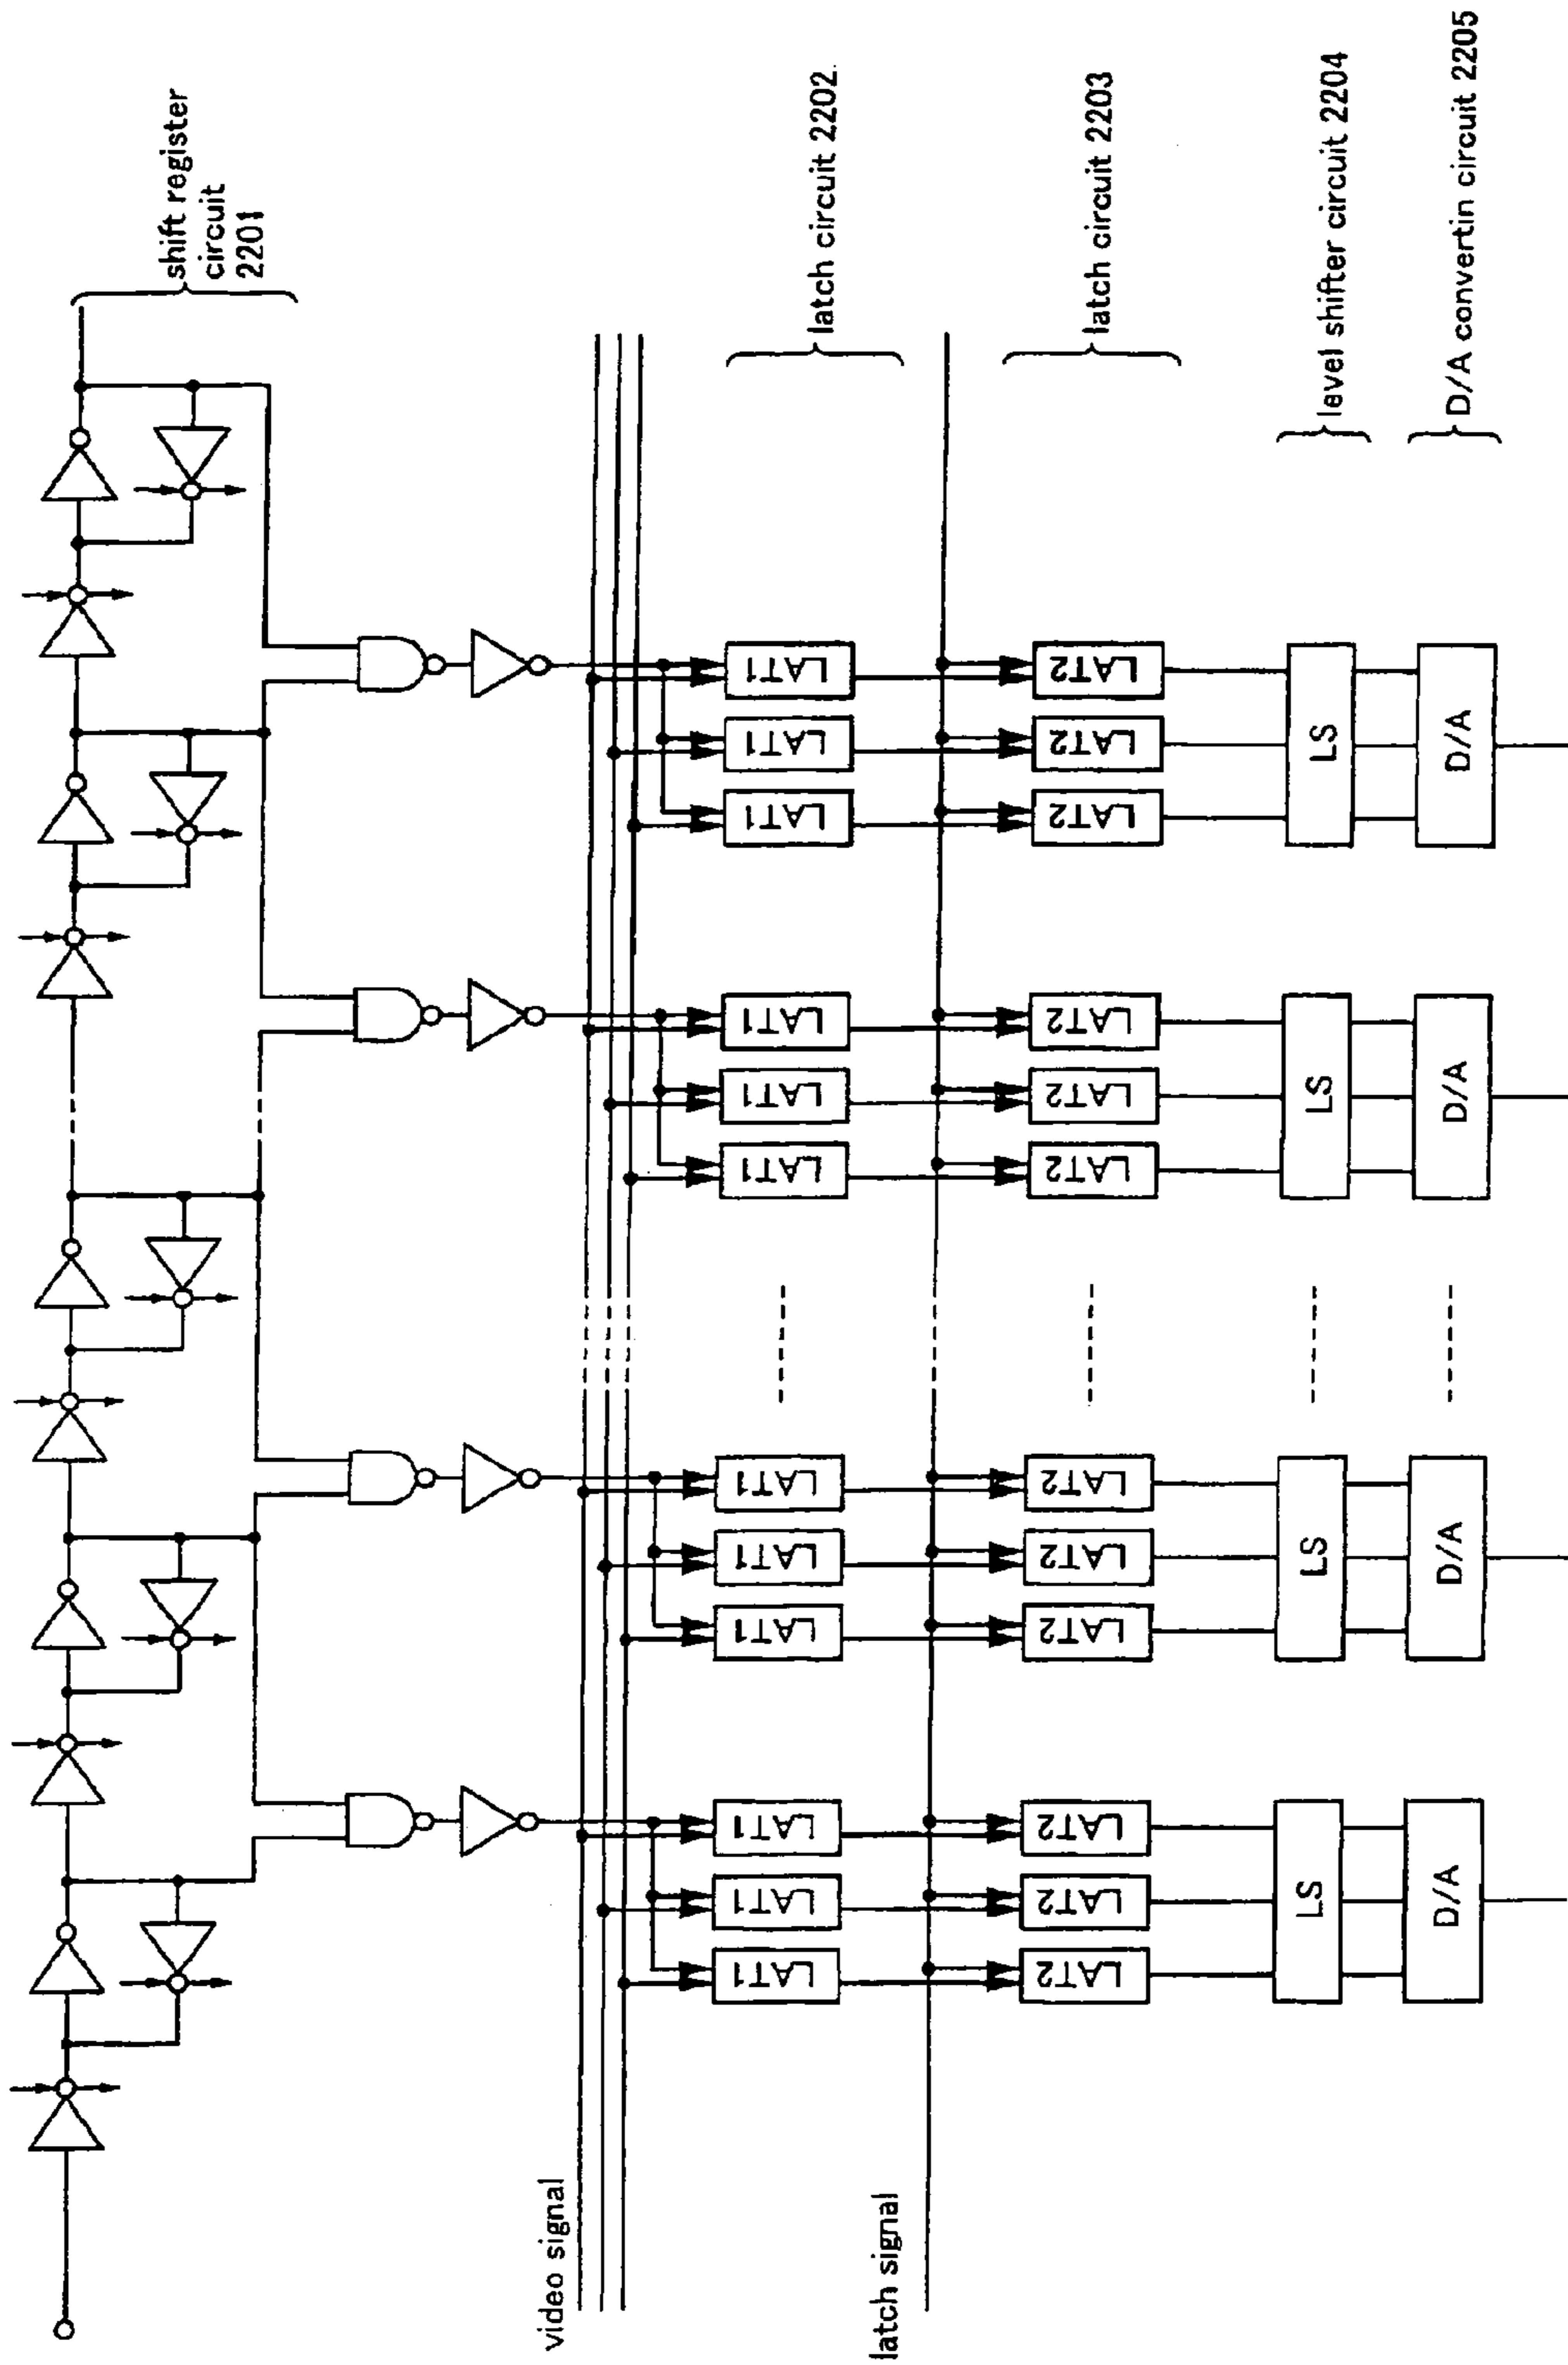 shift register
circuit
2201
video signal
latch circuit 2202
LAT1 LAT1 LAT1 LAT1 LAT1 LAT1 LAT1 LAT1 LAT1 LAT1 LAT1 LAT1
latch signal
latch circuit 2203
LAT2 LAT2 LAT2 LAT2 LAT2 LAT2 LAT2 LAT2 LAT2 LAT2 LAT2 LAT2
LS LS LS LS
level shifter circuit 2204
D/A D/A D/A D/A
D/A convertin circuit 2205